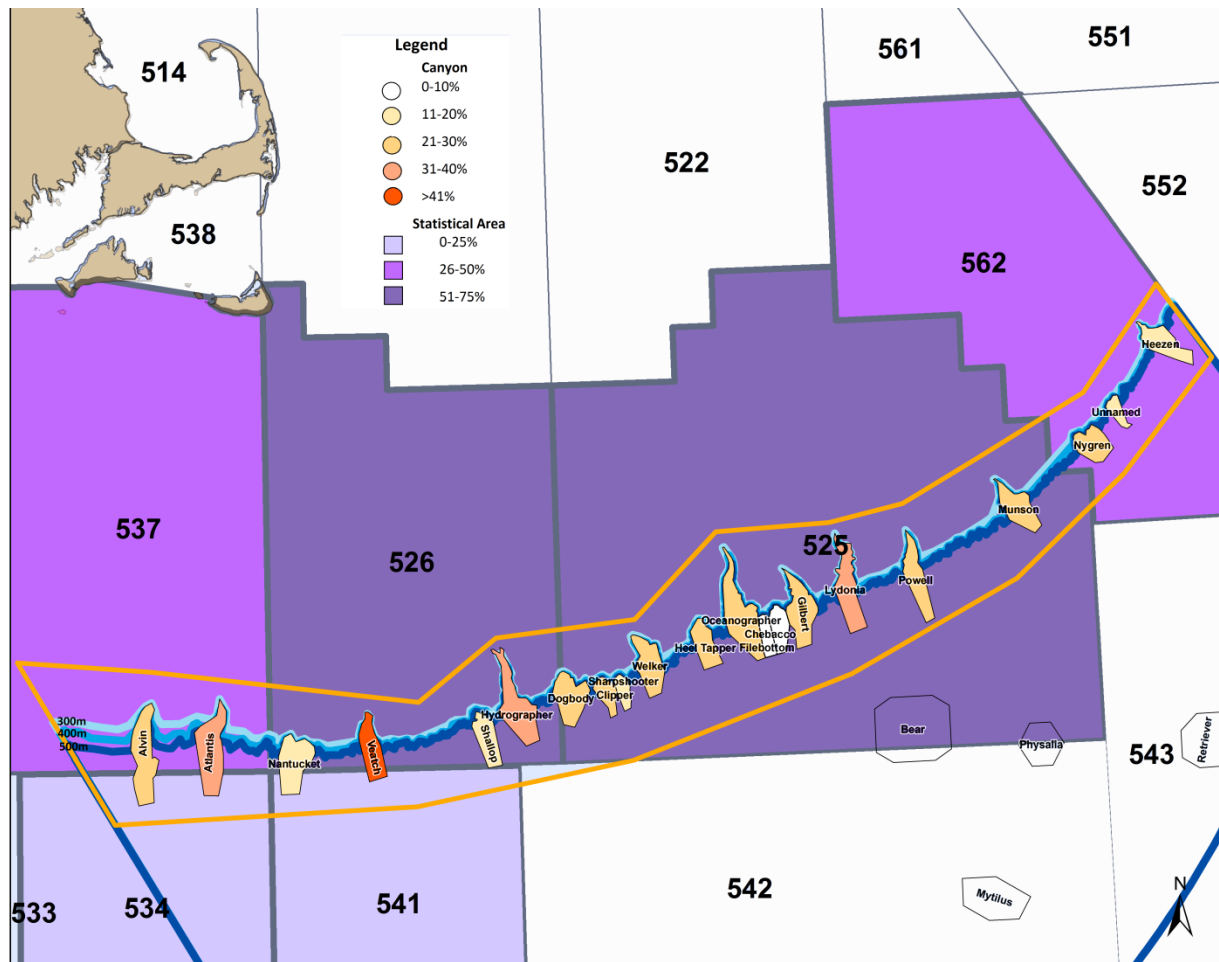 514
561
551
Legend
Canyon
0-10%
11-20%
21-30%
31-40%
>41%
Statistical Area
0-25%
26-50%
51-75%
522
552
538
562
Heezen
Unnamed
Nygren
537
526
525
Munson
Powell
Lydonia
Gilbert
Oceanographer
Chebacco
Filebottom
Heel Tapper
Welker
Sharpshooter
Clipper
Dogbody
Hydrographer
Shallop
Veatch
Nantucket
Atlantis
Alvin
300m
400m
500m
Bear
Physalia
Retriever
543
Mytilus
N
533
534
541
542